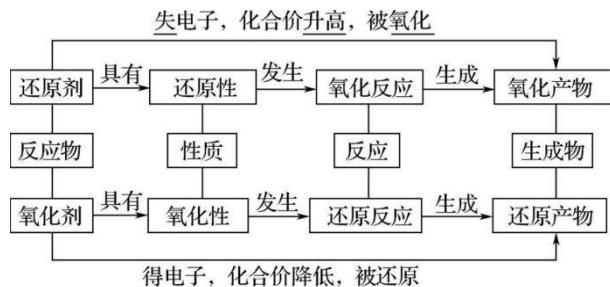 失电子，化合价升高，被氧化
还原剂 具有 还原性 发生 氧化反应 生成 氧化产物
反应物 性质 反应 生成物
氧化剂 具有 氧化性 发生 还原反应 生成 还原产物
得电子，化合价降低，被还原